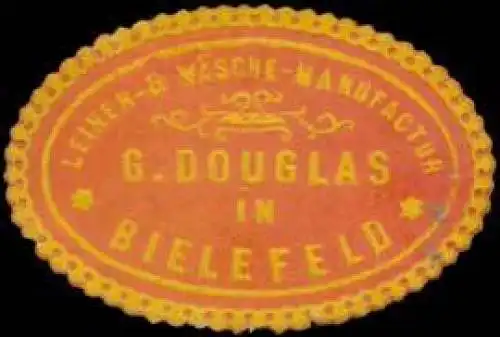 LEINEN-& WÄSCHE-MANUFACTUR
G. DOUGLAS
IN
BIELEFELD